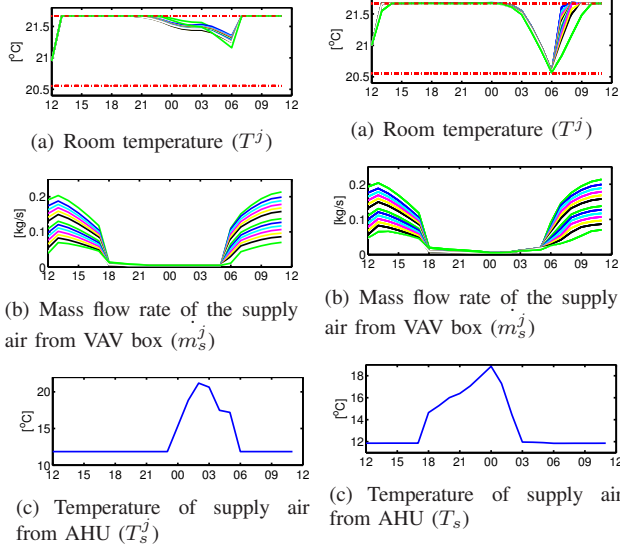 21.5
21
20.5
[°C]
12 15 18 21 00 03 06 09 12
(a) Room temperature (T^j)
0.2
0.1
0
[kg/s]
12 15 18 21 00 03 06 09 12
(b) Mass flow rate of the supply
air from VAV box (ṁ_s^j)
20
15
10
[°C]
12 15 18 21 00 03 06 09 12
(c) Temperature of supply air
from AHU (T_s^j)
21.5
21
20.5
[°C]
12 15 18 21 00 03 06 09 12
(a) Room temperature (T^j)
0.2
0.1
0
[kg/s]
12 15 18 21 00 03 06 09 12
(b) Mass flow rate of the supply
air from VAV box (ṁ_s^j)
18
16
14
12
[°C]
12 15 18 21 00 03 06 09 12
(c) Temperature of supply air
from AHU (T_s)